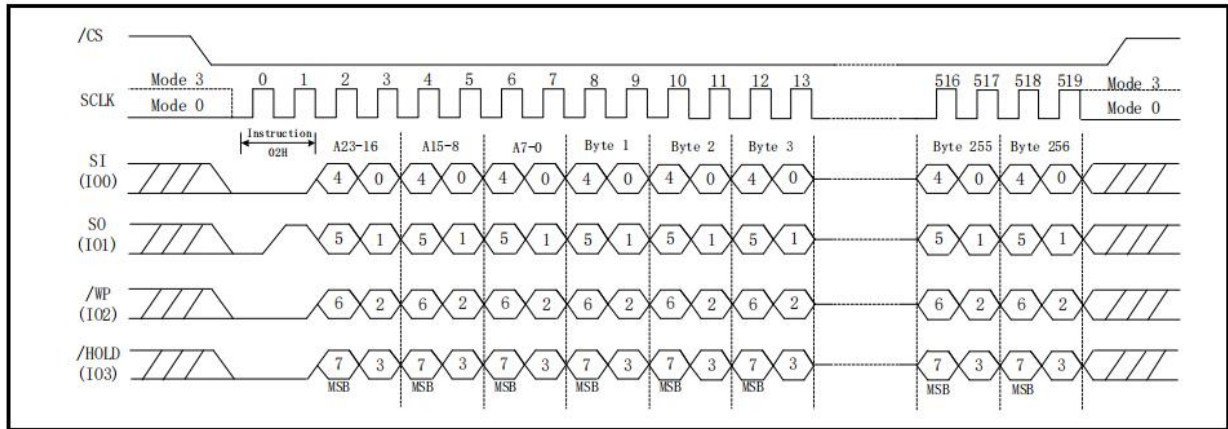 /CS
Mode 3 0 1 2 3 4 5 6 7 8 9 10 11 12 13 516 517 518 519 Mode 3
SCLK
Mode 0 Mode 0
Instruction
02H
A23-16 A15-8 A7-0 Byte 1 Byte 2 Byte 3 Byte 255 Byte 256
SI
(IO0)
4 0 4 0 4 0 4 0 4 0 4 0 4 0 4 0
SO
(IO1)
5 1 5 1 5 1 5 1 5 1 5 1 5 1 5 1
/WP
(IO2)
6 2 6 2 6 2 6 2 6 2 6 2 6 2 6 2
/HOLD
(IO3)
7 3 7 3 7 3 7 3 7 3 7 3 7 3 7 3
MSB MSB MSB MSB MSB MSB MSB MSB